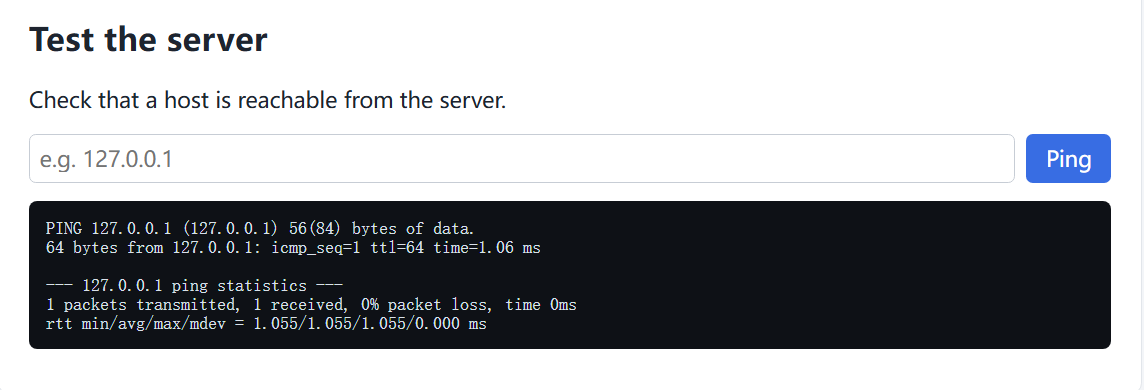 Test the server
Check that a host is reachable from the server.
e.g. 127.0.0.1
Ping
PING 127.0.0.1 (127.0.0.1) 56(84) bytes of data.
64 bytes from 127.0.0.1: icmp_seq=1 ttl=64 time=1.06 ms
--- 127.0.0.1 ping statistics ---
1 packets transmitted, 1 received, 0% packet loss, time 0ms
rtt min/avg/max/mdev = 1.055/1.055/1.055/0.000 ms